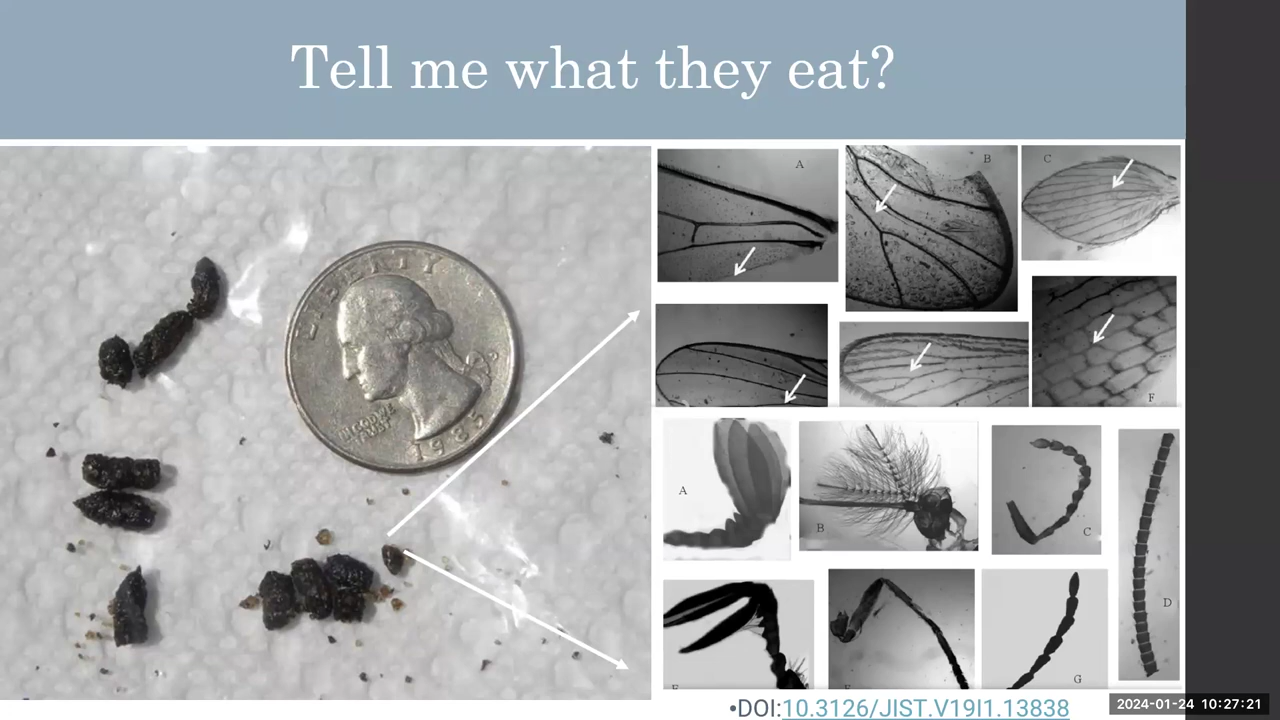 Tell me what they eat?
A
B
C
F
LIBERTY
IN GOD WE
TRUST
A
B
C
D
G
•DOI:10.3126/JIST.V19I1.13838
2024-01-24 10:27:21